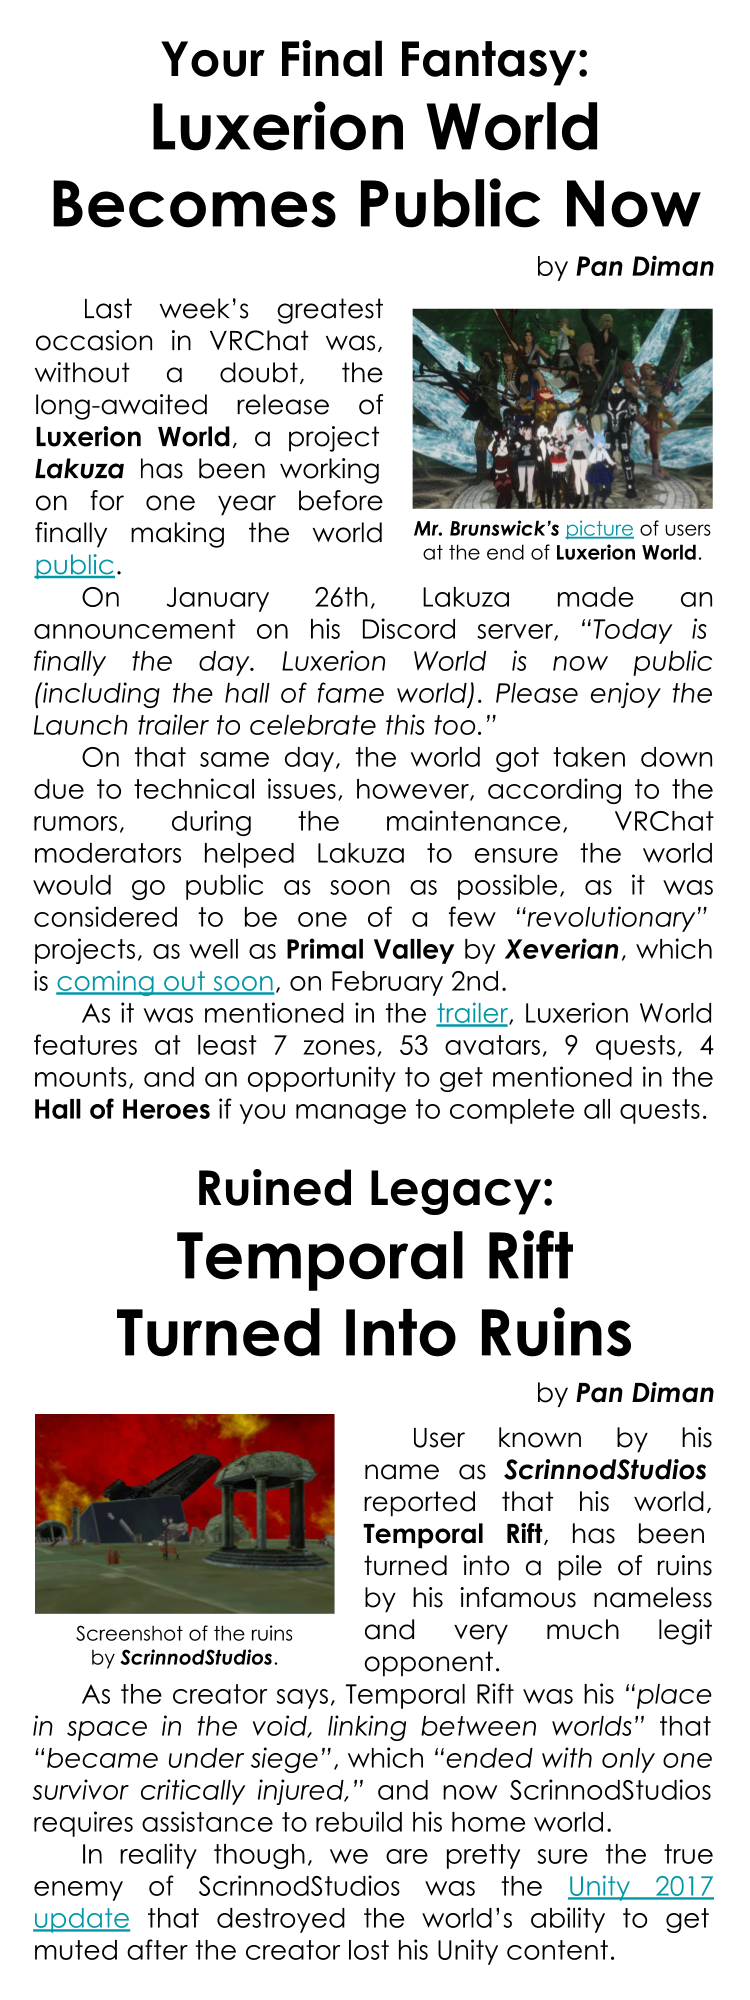 Your Final Fantasy:
Luxerion World
Becomes Public Now
by Pan Diman
Last week’s greatest
occasion in VRChat was,
without a doubt, the
long-awaited release of
Luxerion World, a project
Lakuza has been working
on for one year before
finally making the world
public.
Mr. Brunswick’s picture of users
at the end of Luxerion World.
On January 26th, Lakuza made an
announcement on his Discord server, “Today is
finally the day. Luxerion World is now public
(including the hall of fame world). Please enjoy the
Launch trailer to celebrate this too.”
On that same day, the world got taken down
due to technical issues, however, according to the
rumors, during the maintenance, VRChat
moderators helped Lakuza to ensure the world
would go public as soon as possible, as it was
considered to be one of a few “revolutionary”
projects, as well as Primal Valley by Xeverian, which
is coming out soon, on February 2nd.
As it was mentioned in the trailer, Luxerion World
features at least 7 zones, 53 avatars, 9 quests, 4
mounts, and an opportunity to get mentioned in the
Hall of Heroes if you manage to complete all quests.
Ruined Legacy:
Temporal Rift
Turned Into Ruins
by Pan Diman
Screenshot of the ruins
by ScrinnodStudios.
User known by his
name as ScrinnodStudios
reported that his world,
Temporal Rift, has been
turned into a pile of ruins
by his infamous nameless
and very much legit
opponent.
As the creator says, Temporal Rift was his “place
in space in the void, linking between worlds” that
“became under siege”, which “ended with only one
survivor critically injured,” and now ScrinnodStudios
requires assistance to rebuild his home world.
In reality though, we are pretty sure the true
enemy of ScrinnodStudios was the Unity 2017
update that destroyed the world’s ability to get
muted after the creator lost his Unity content.